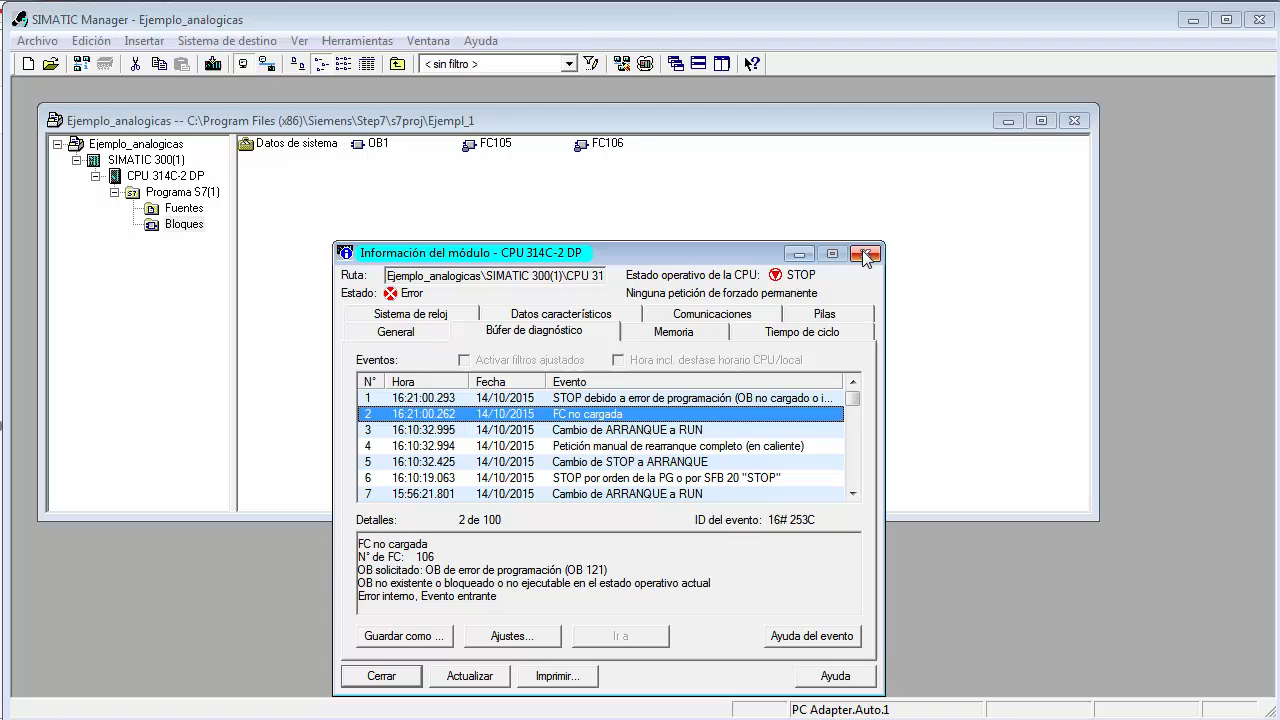 SIMATIC Manager - Ejemplo_analogicas
Archivo Edición Insertar Sistema de destino Ver Herramientas Ventana Ayuda
< sin filtro >
Ejemplo_analogicas -- C:\Program Files (x86)\Siemens\Step7\s7proj\Ejempl_1
Ejemplo_analogicas
SIMATIC 300(1)
CPU 314C-2 DP
Programa S7(1)
Fuentes
Bloques
Datos de sistema OB1 FC105 FC106
Información del módulo - CPU 314C-2 DP
Ruta: Ejemplo_analogicas\SIMATIC 300(1)\CPU 31 Estado operativo de la CPU: STOP
Estado: Error Ninguna petición de forzado permanente
Sistema de reloj Datos característicos Comunicaciones Pilas
General Búfer de diagnóstico Memoria Tiempo de ciclo
Eventos: Activar filtros ajustados Hora incl. desfase horario CPU/local
N° Hora Fecha Evento
1 16:21:00.293 14/10/2015 STOP debido a error de programación (OB no cargado o i...
2 16:21:00.262 14/10/2015 FC no cargada
3 16:10:32.995 14/10/2015 Cambio de ARRANQUE a RUN
4 16:10:32.994 14/10/2015 Petición manual de rearranque completo (en caliente)
5 16:10:32.425 14/10/2015 Cambio de STOP a ARRANQUE
6 16:10:19.063 14/10/2015 STOP por orden de la PG o por SFB 20 "STOP"
7 15:56:21.801 14/10/2015 Cambio de ARRANQUE a RUN
Detalles: 2 de 100 ID del evento: 16# 253C
FC no cargada
N° de FC: 106
OB solicitado: OB de error de programación (OB 121)
OB no existente o bloqueado o no ejecutable en el estado operativo actual
Error interno, Evento entrante
Guardar como ... Ajustes... Ir a Ayuda del evento
Cerrar Actualizar Imprimir... Ayuda
PC Adapter.Auto.1